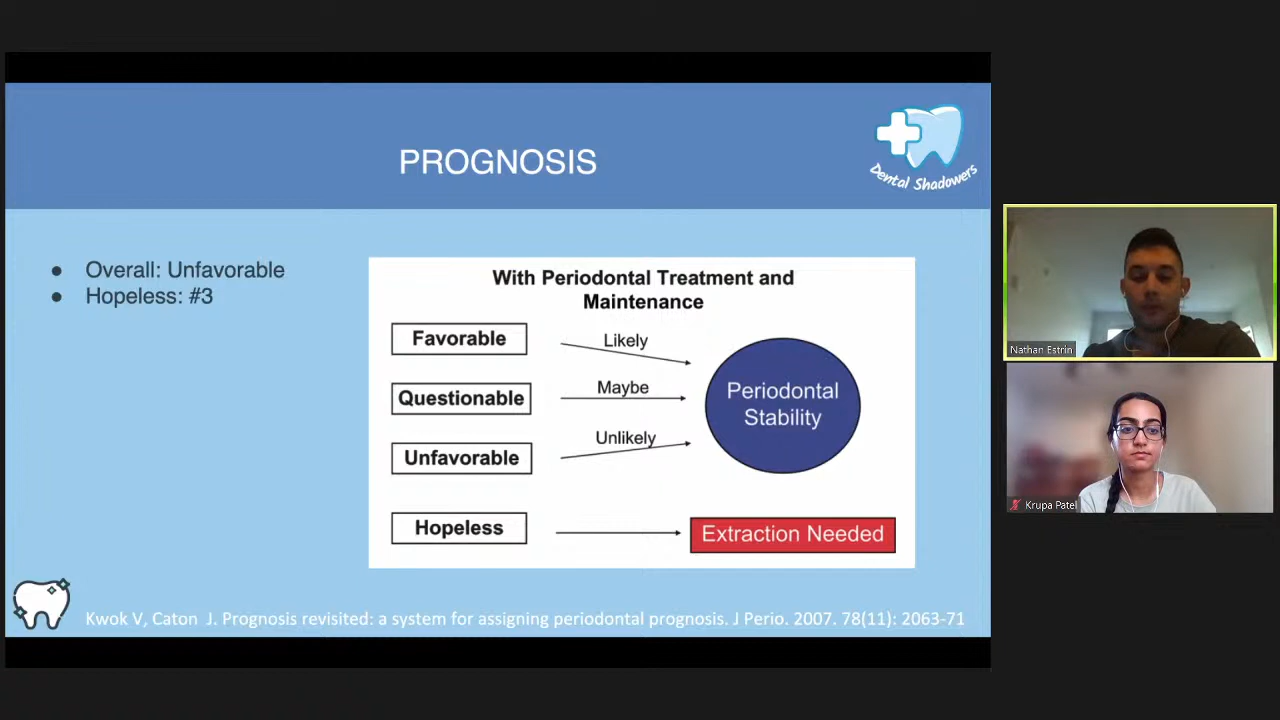 PROGNOSIS
Dental Shadowers
Overall: Unfavorable
Hopeless: #3
With Periodontal Treatment and
Maintenance
Favorable
Likely
Questionable
Maybe
Unfavorable
Unlikely
Periodontal
Stability
Hopeless
Extraction Needed
Kwok V, Caton J. Prognosis revisited: a system for assigning periodontal prognosis. J Perio. 2007. 78(11): 2063-71
Nathan Estrin
Krupa Patel